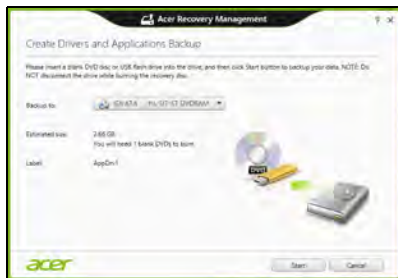 Acer Recovery Management
? ×
Create Drivers and Applications Backup
Please insert a blank DVD disc or USB flash drive into the drive, and then click Start button to backup your data. NOTE: Do
NOT disconnect the drive while burning the recovery disc.
Backup to:
Estimated size: 2.66 GB
You will need 1 blank DVDs to burn.
Label:
DVD
acer
Start Cancel